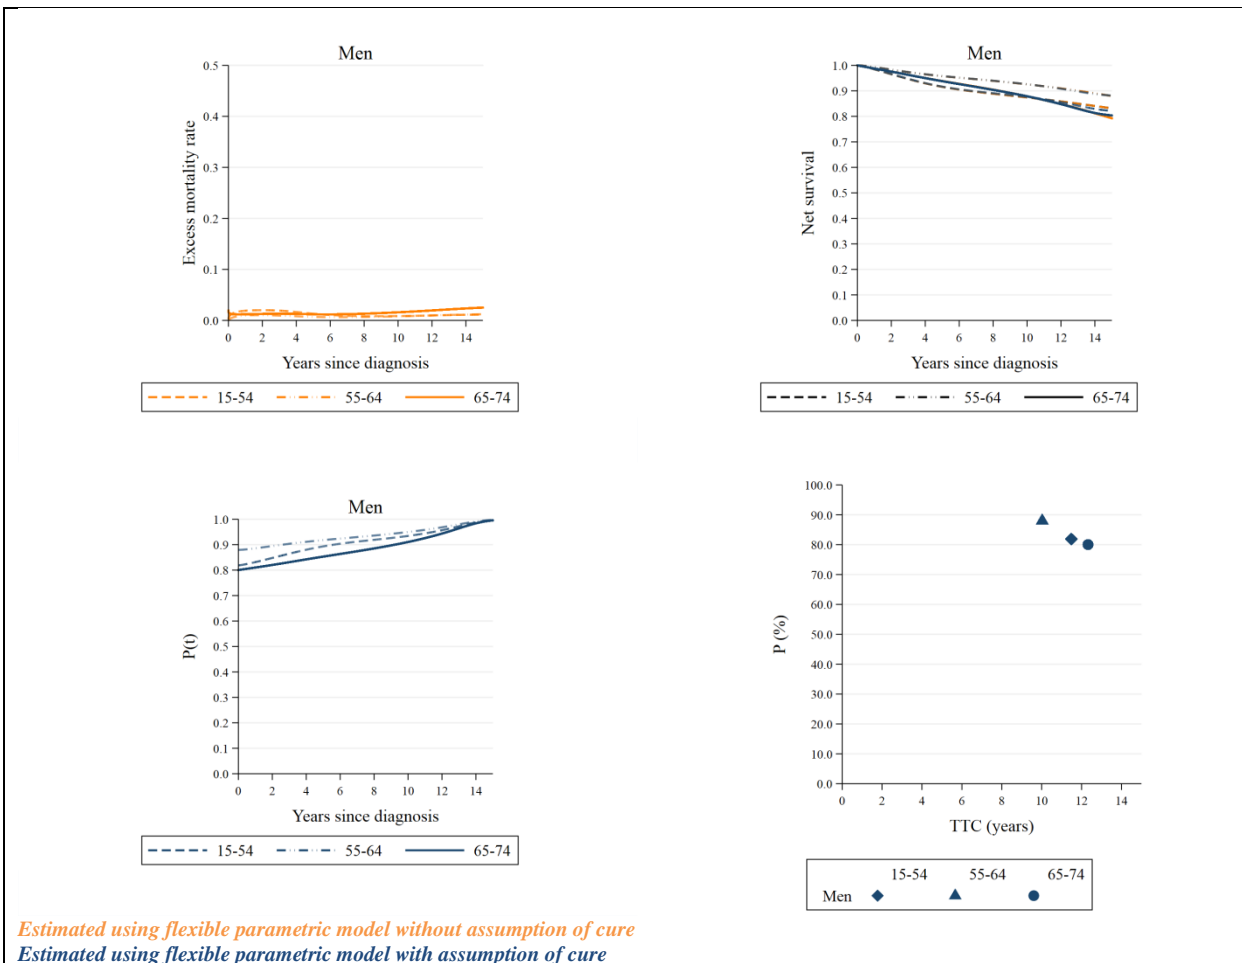 Men
Excess mortality rate
0.5
0.4
0.3
0.2
0.1
0.0
0 2 4 6 8 10 12 14
Years since diagnosis
15-54 55-64 65-74
Men
Net survival
1.0
0.9
0.8
0.7
0.6
0.5
0.4
0.3
0.2
0.1
0.0
0 2 4 6 8 10 12 14
Years since diagnosis
15-54 55-64 65-74
Men
P(t)
1.0
0.9
0.8
0.7
0.6
0.5
0.4
0.3
0.2
0.1
0.0
0 2 4 6 8 10 12 14
Years since diagnosis
15-54 55-64 65-74
P (%)
100.0
90.0
80.0
70.0
60.0
50.0
40.0
30.0
20.0
10.0
0.0
0 2 4 6 8 10 12 14
TTC (years)
15-54 55-64 65-74
Men
Estimated using flexible parametric model without assumption of cure
Estimated using flexible parametric model with assumption of cure